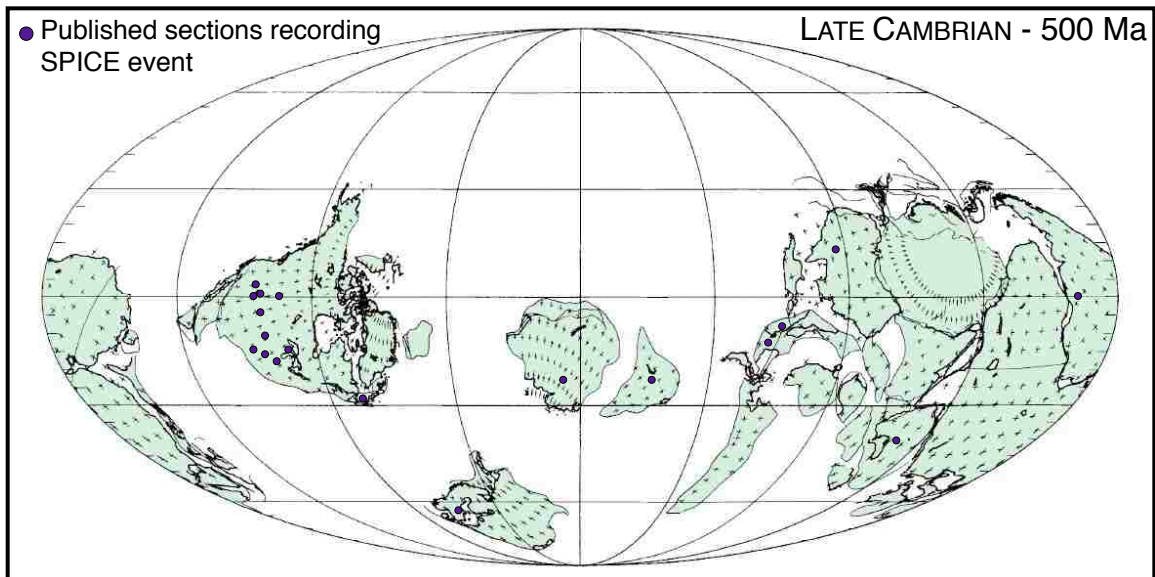 Published sections recording
SPICE event
LATE CAMBRIAN - 500 Ma